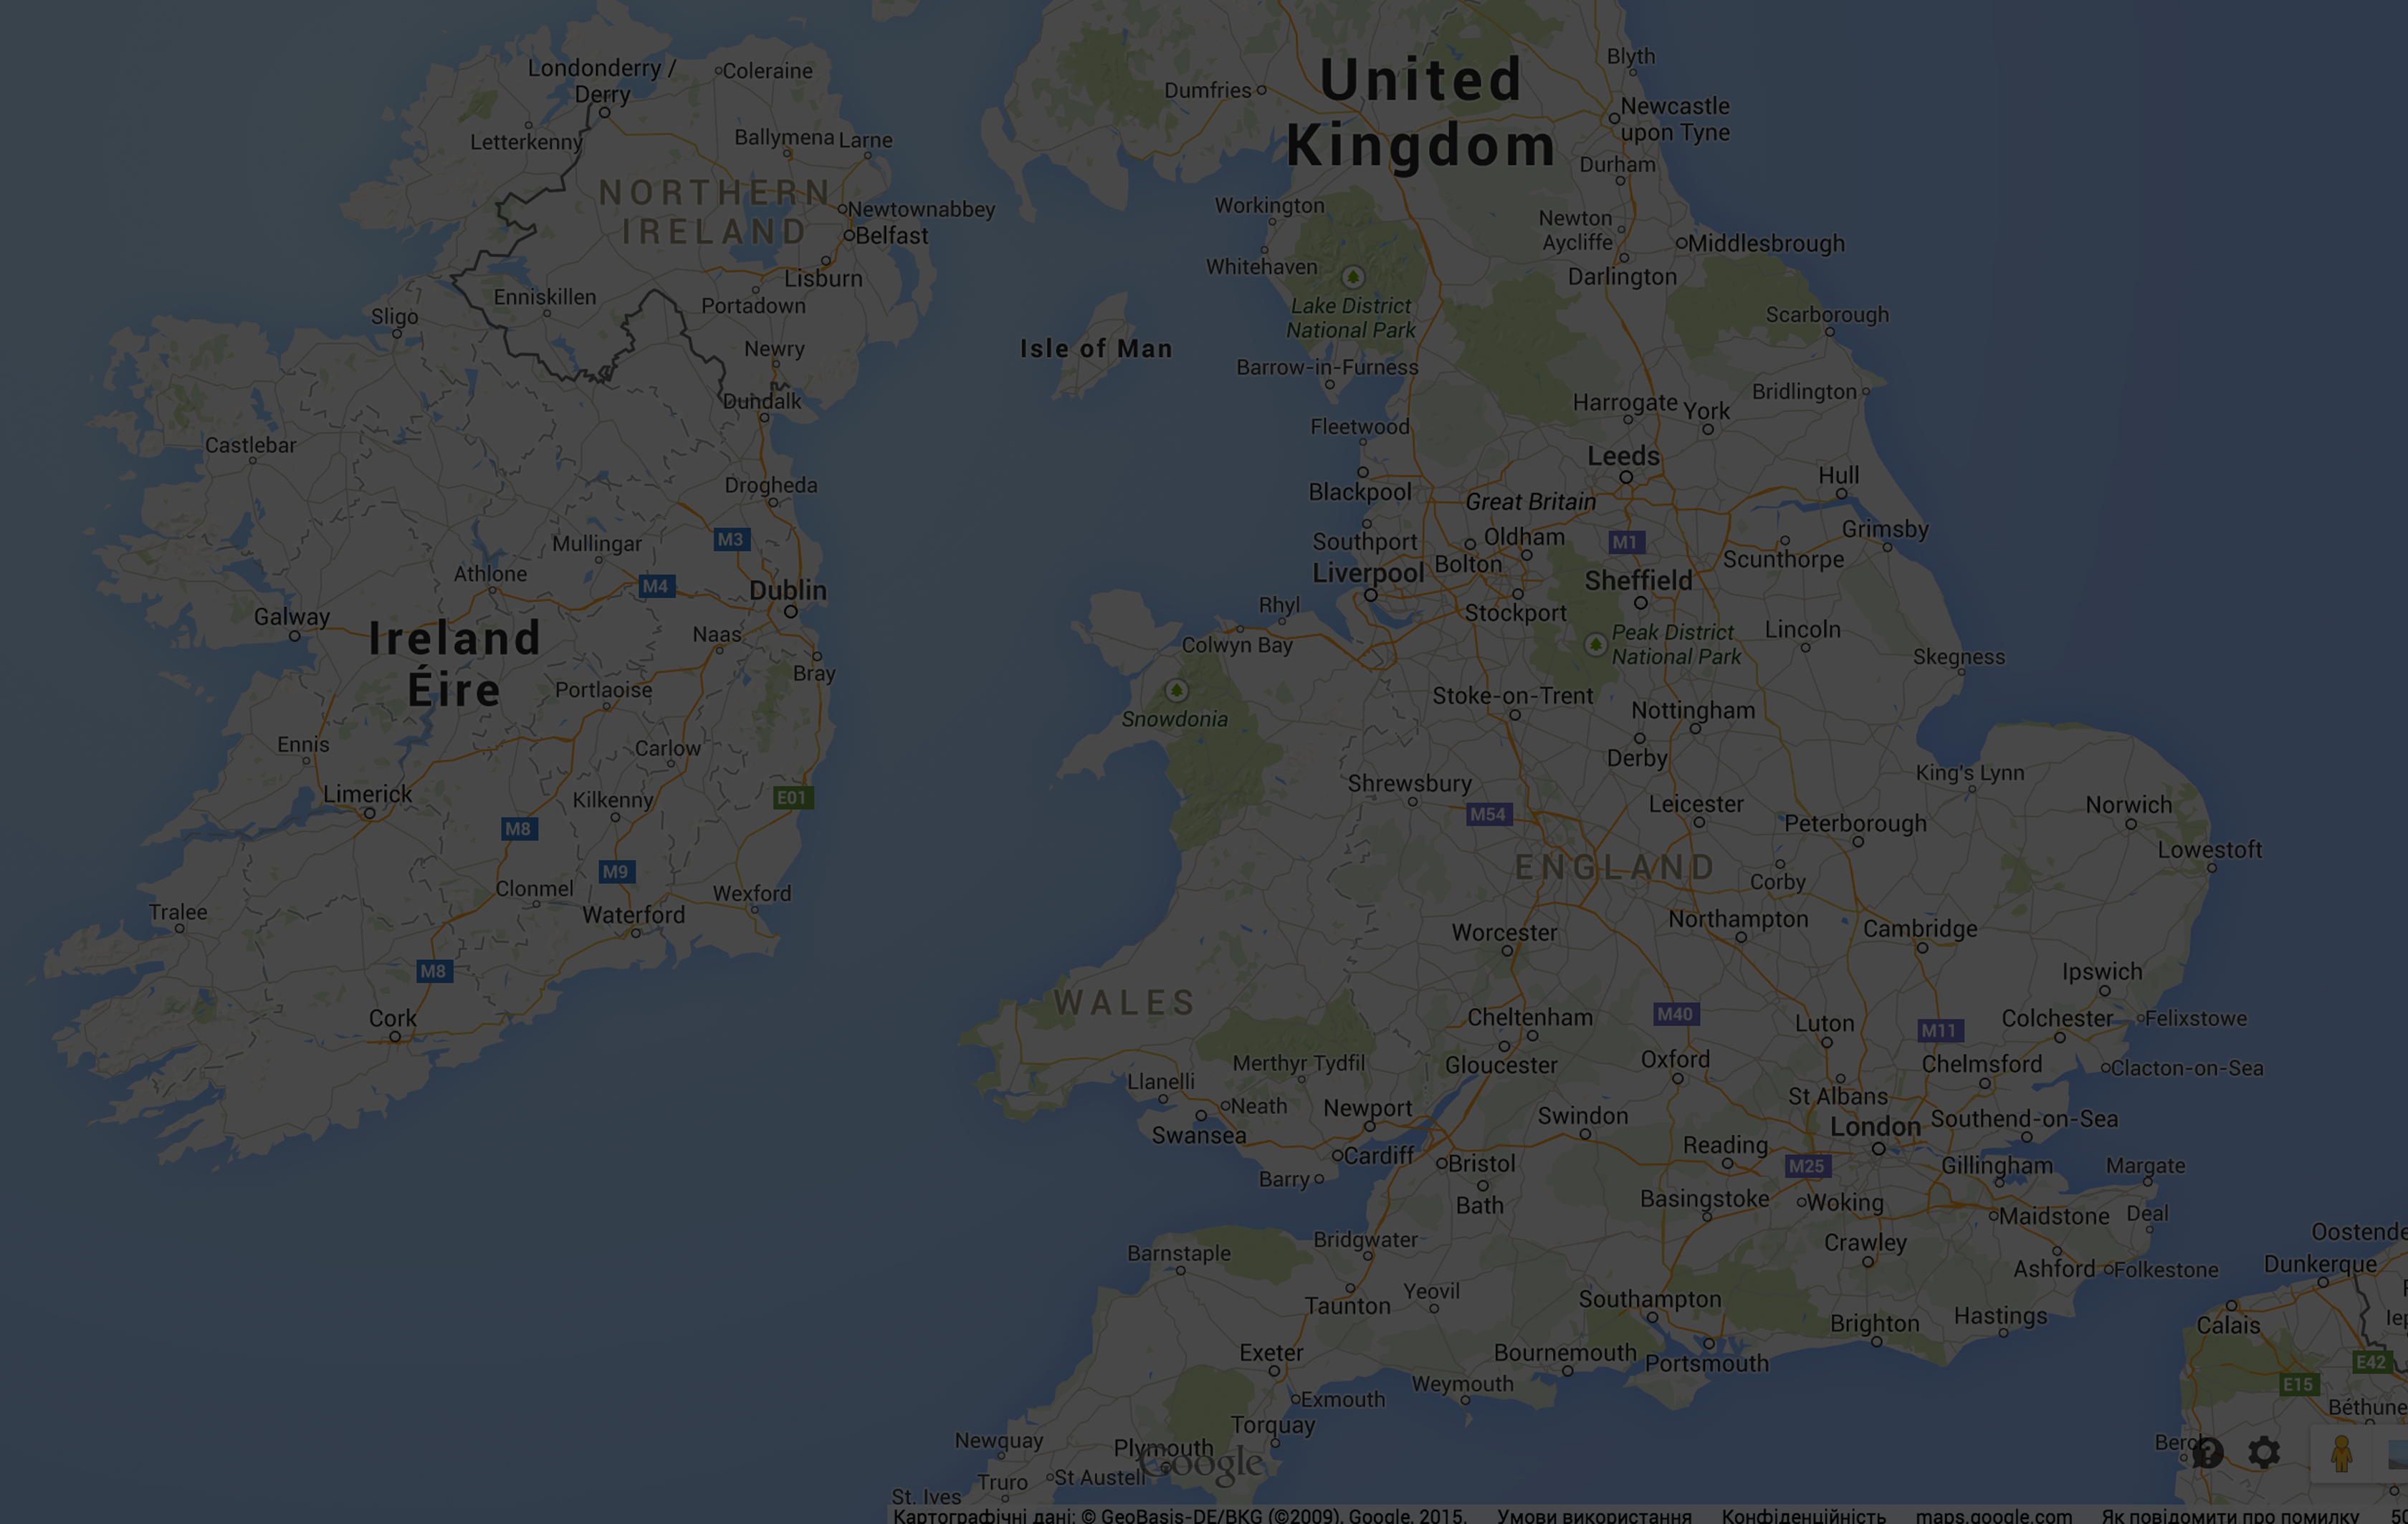 Londonderry /
Derry
Coleraine
Letterkenny
Ballymena
Larne
NORTHERN
IRELAND
Newtownabbey
Belfast
Lisburn
Enniskillen
Portadown
Sligo
Newry
Dundalk
Castlebar
Drogheda
M3
Mullingar
Athlone
M4
Dublin
Galway
Ireland
Éire
Naas
Bray
Portlaoise
Ennis
Carlow
Limerick
Kilkenny
E01
M8
M9
Clonmel
Wexford
Tralee
Waterford
M8
Cork
Isle of Man
United
Kingdom
Dumfries
Blyth
Newcastle
upon Tyne
Durham
Workington
Newton
Aycliffe
Middlesbrough
Whitehaven
Darlington
Lake District
National Park
Scarborough
Barrow-in-Furness
Bridlington
Harrogate
York
Fleetwood
Leeds
Hull
Blackpool
Great Britain
Grimsby
Southport
Oldham
M1
Scunthorpe
Liverpool
Bolton
Sheffield
Rhyl
Stockport
Peak District
National Park
Lincoln
Colwyn Bay
Skegness
Snowdonia
Stoke-on-Trent
Nottingham
Derby
King's Lynn
Shrewsbury
Leicester
Norwich
M54
Peterborough
Lowestoft
ENGLAND
Corby
Worcester
Northampton
Cambridge
Ipswich
WALES
Cheltenham
M40
Luton
M11
Colchester
Felixstowe
Merthyr Tydfil
Gloucester
Oxford
Chelmsford
Clacton-on-Sea
Llanelli
Neath
Newport
Swindon
St Albans
Southend-on-Sea
Swansea
London
Cardiff
Bristol
Reading
M25
Gillingham
Margate
Barry
Bath
Basingstoke
Woking
Maidstone
Deal
Oostende
Barnstaple
Bridgwater
Crawley
Ashford
Folkestone
Dunkerque
Taunton
Yeovil
Southampton
Brighton
Hastings
Calais
Exeter
Bournemouth
Portsmouth
E42
Weymouth
E15
Exmouth
Béthune
Torquay
Newquay
Plymouth
Google
Truro
St Austell
St. Ives
Картографічні дані: © GeoBasis-DE/BKG (©2009), Google, 2015. Умови використання Конфіденційність maps.google.com Як повідомити про помилку